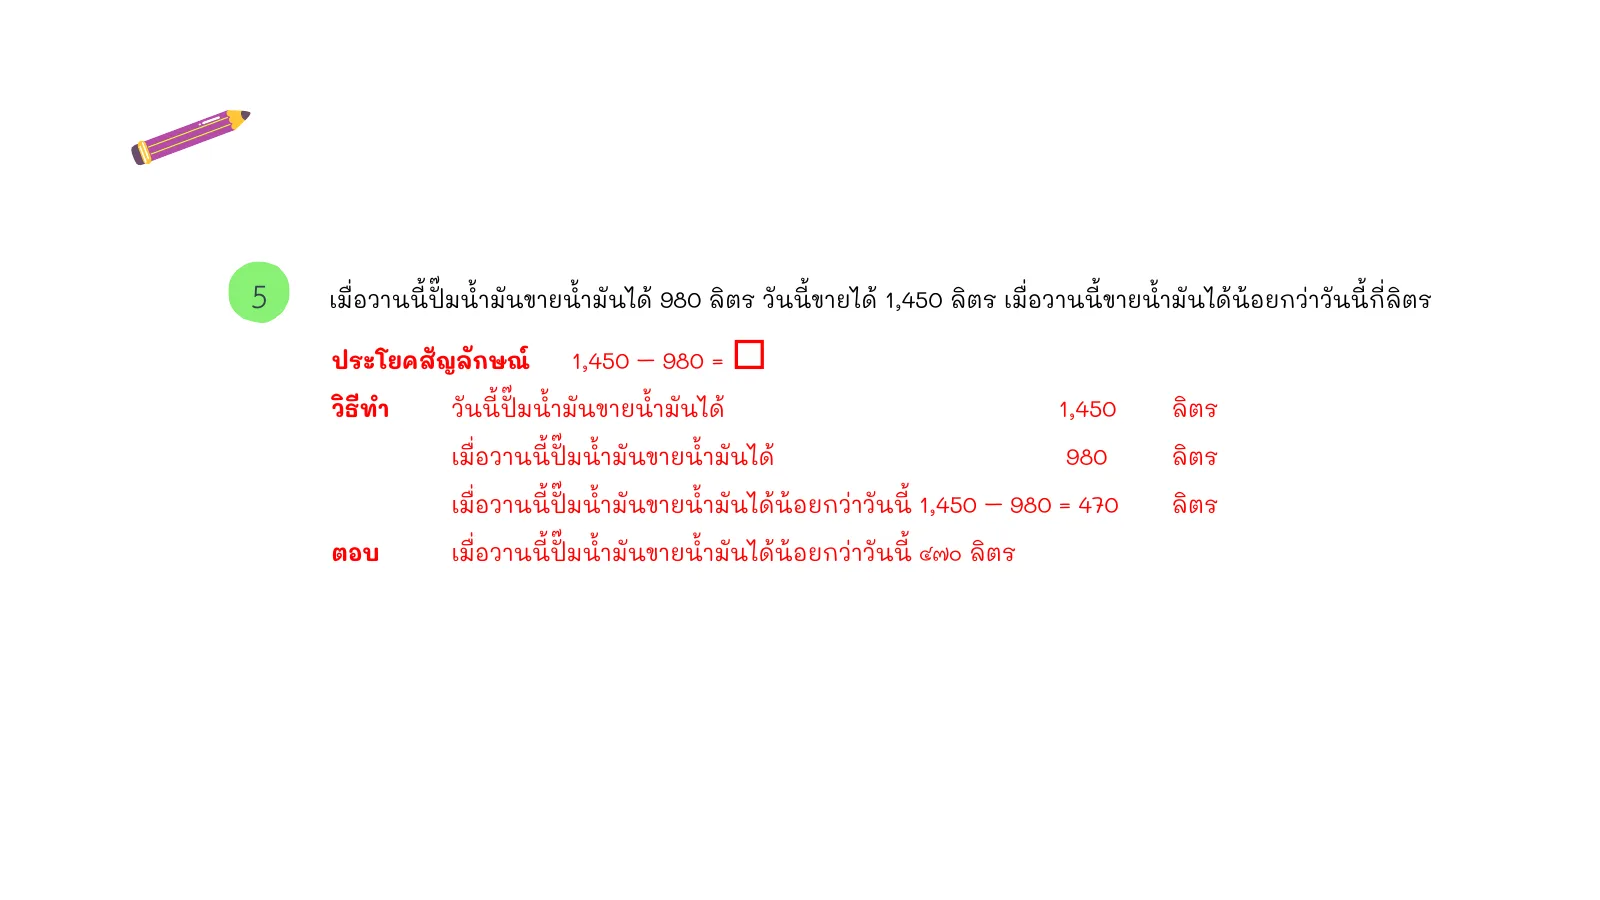 5 เมื่อวานนี้ปั๊มน้ำมันขายน้ำมันได้ 980 ลิตร วันนี้ขายได้ 1,450 ลิตร เมื่อวานนี้ขายน้ำมันได้น้อยกว่าวันนี้กี่ลิตร
ประโยคสัญลักษณ์ 1,450 – 980 = □
วิธีทำ วันนี้ปั๊มน้ำมันขายน้ำมันได้ 1,450 ลิตร
เมื่อวานนี้ปั๊มน้ำมันขายน้ำมันได้ 980 ลิตร
เมื่อวานนี้ปั๊มน้ำมันขายน้ำมันได้น้อยกว่าวันนี้ 1,450 – 980 = 470 ลิตร
ตอบ เมื่อวานนี้ปั๊มน้ำมันขายน้ำมันได้น้อยกว่าวันนี้ ๔๗๐ ลิตร